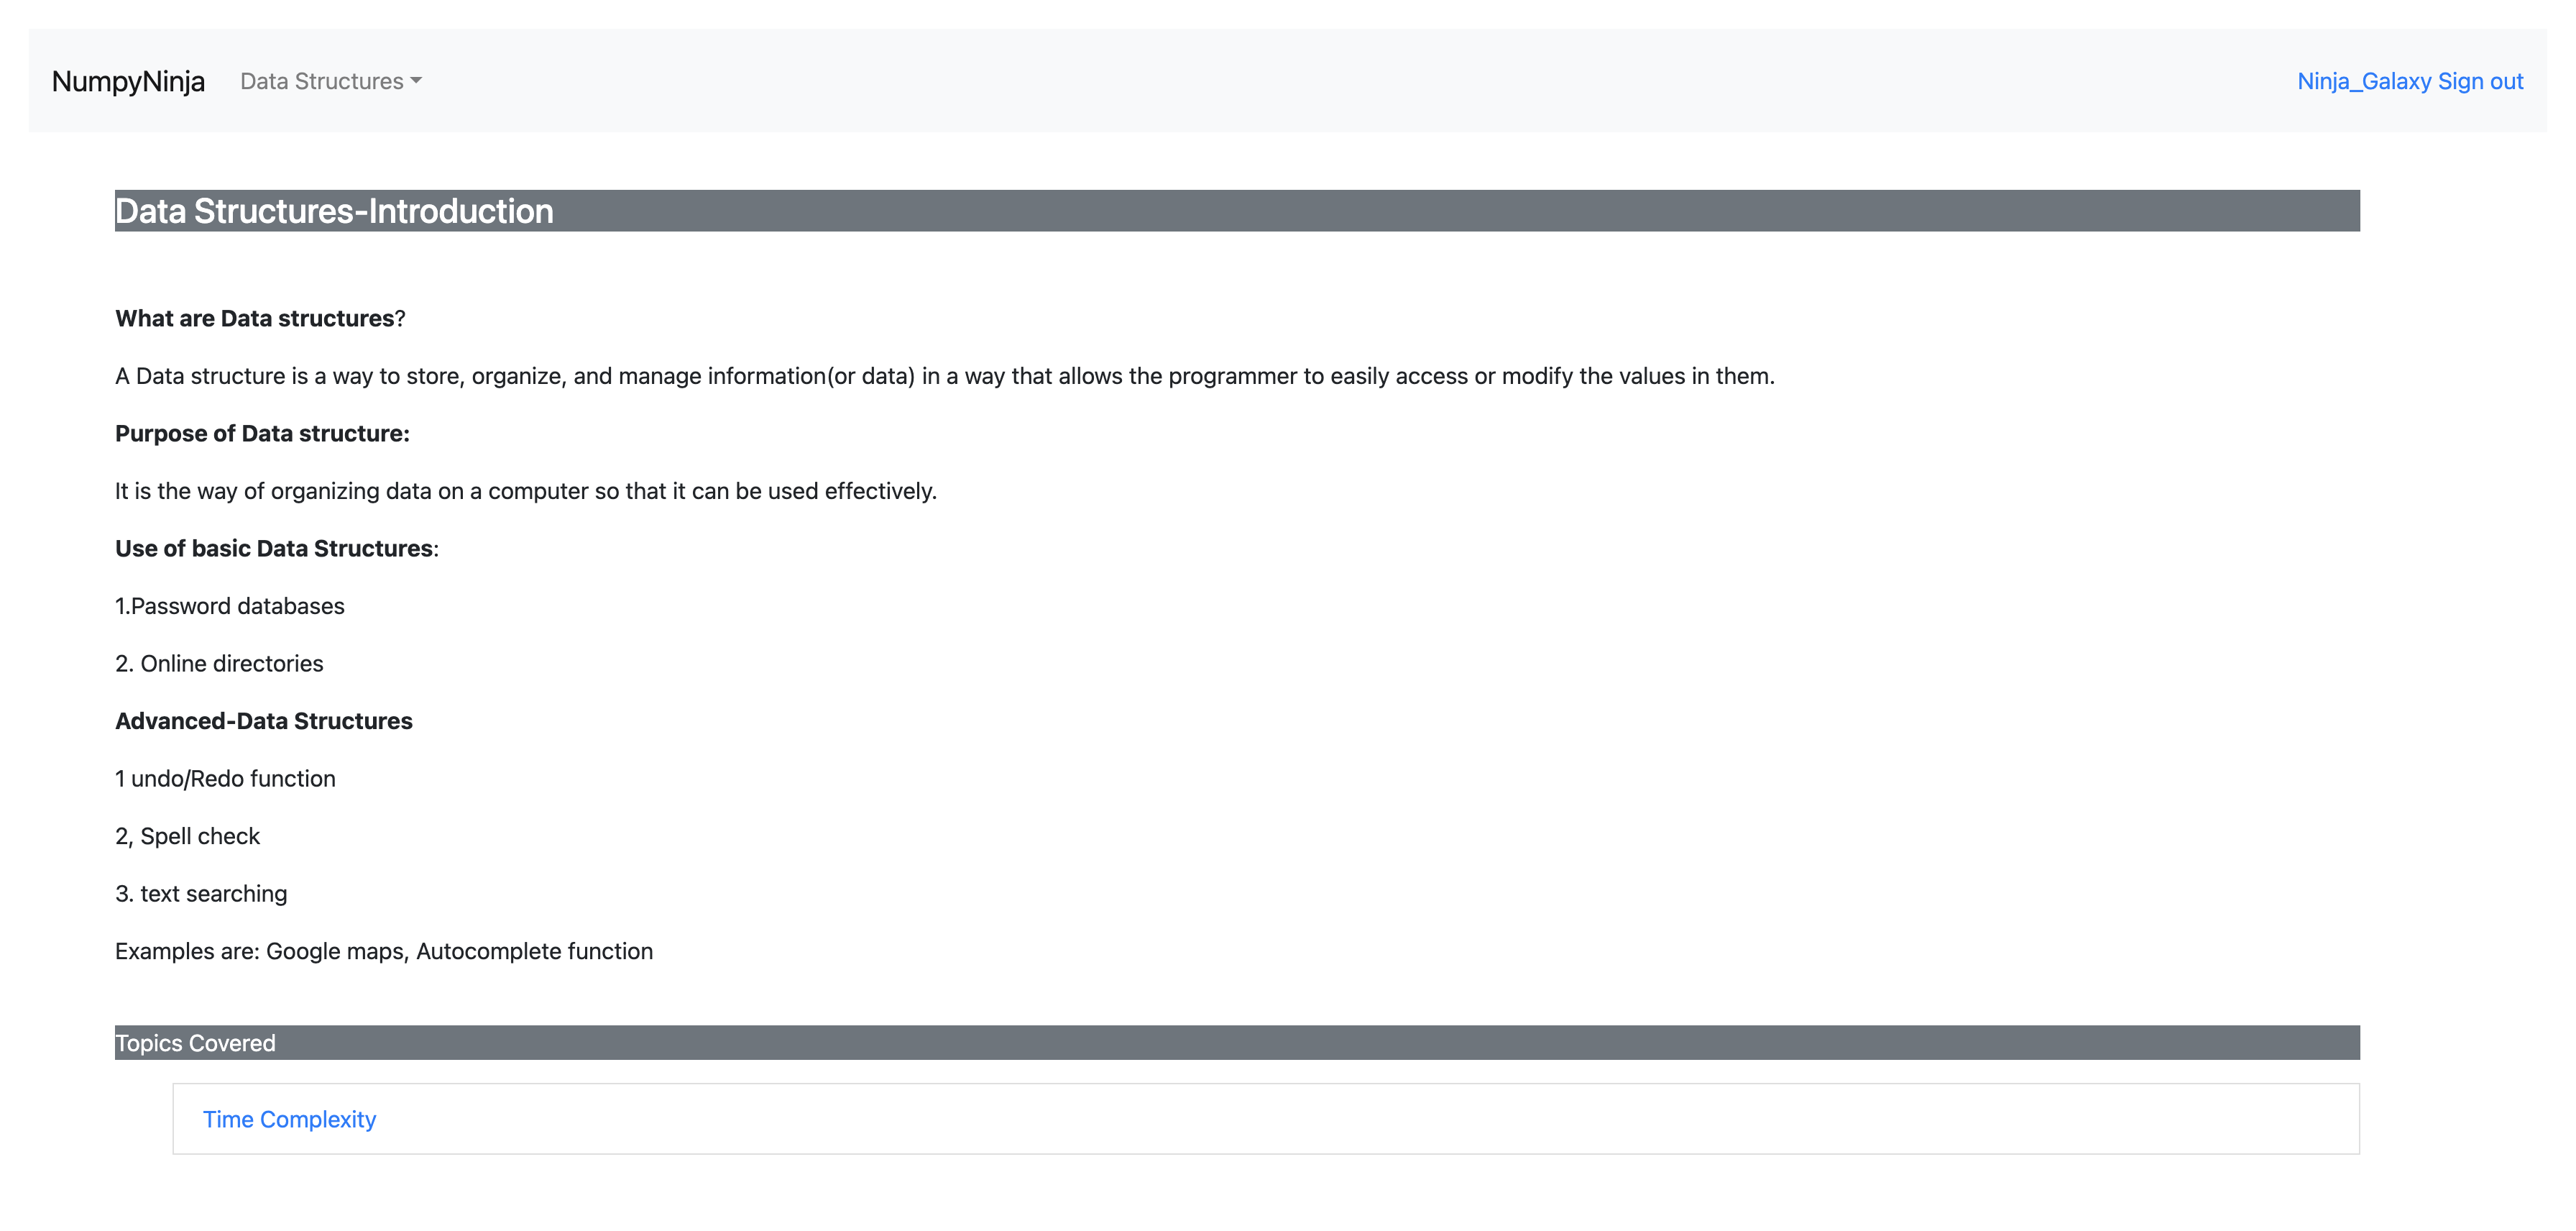 NumpyNinja Data Structures Ninja_Galaxy Sign out
Data Structures-Introduction
What are Data structures?
A Data structure is a way to store, organize, and manage information(or data) in a way that allows the programmer to easily access or modify the values in them.
Purpose of Data structure:
It is the way of organizing data on a computer so that it can be used effectively.
Use of basic Data Structures:
1.Password databases
2. Online directories
Advanced-Data Structures
1 undo/Redo function
2, Spell check
3. text searching
Examples are: Google maps, Autocomplete function
Topics Covered
Time Complexity